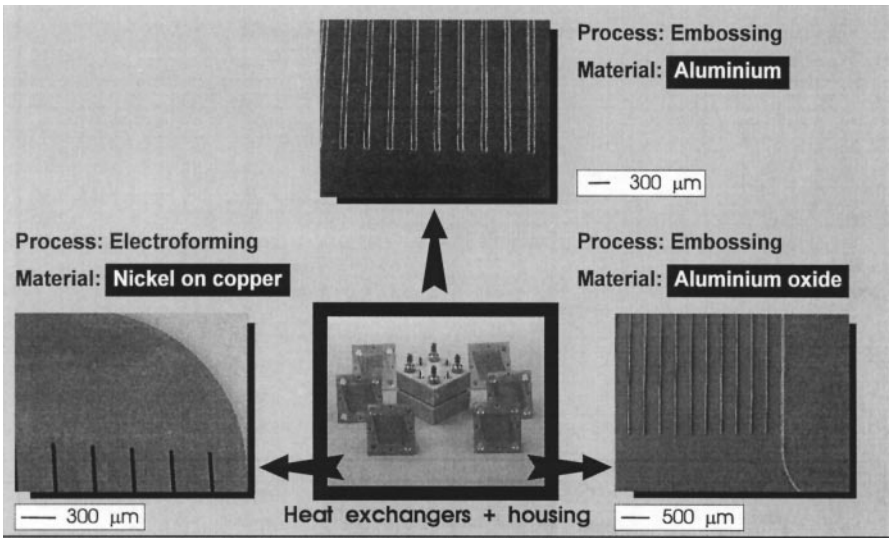 Process: Embossing
Material: Aluminium
300 µm
Process: Electroforming
Material: Nickel on copper
Process: Embossing
Material: Aluminium oxide
300 µm
Heat exchangers + housing
500 µm